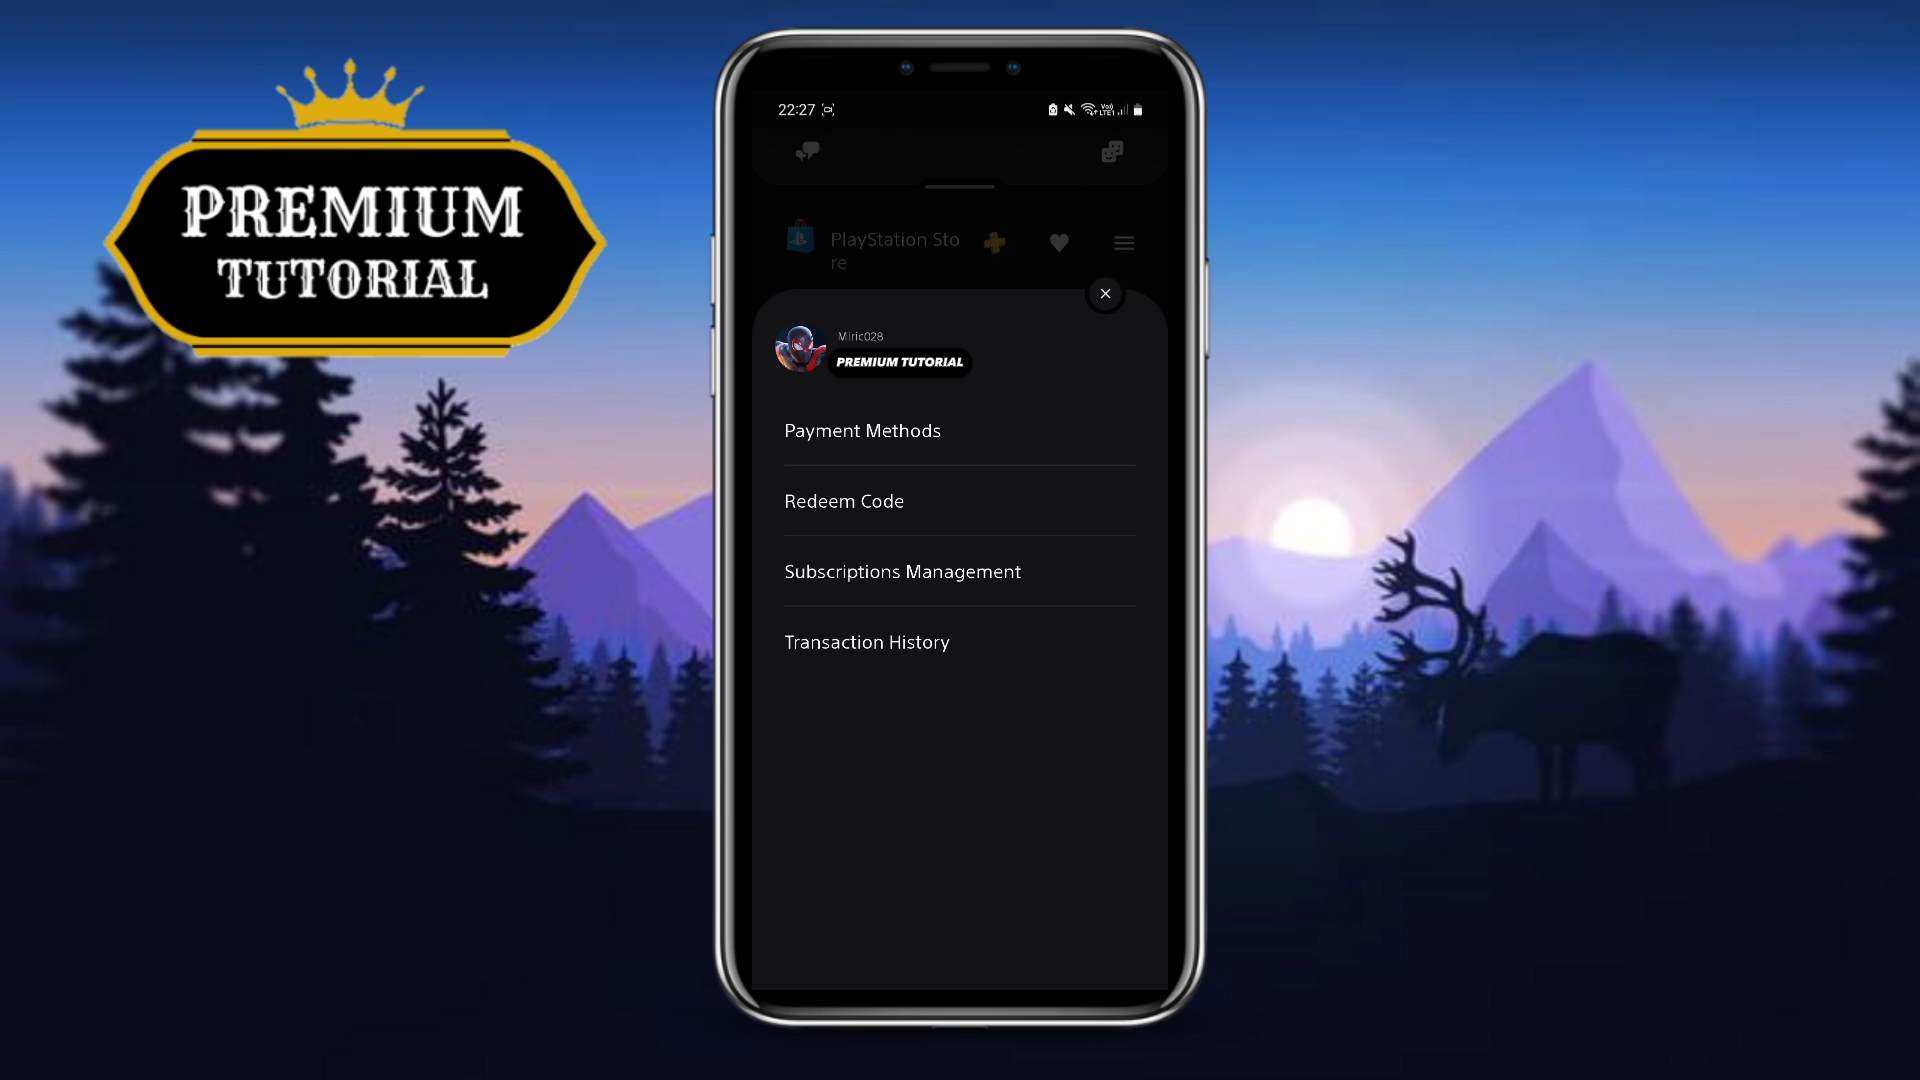 PREMIUM
TUTORIAL
22:27
PlayStation Sto
re
Miric028
PREMIUM TUTORIAL
Payment Methods
Redeem Code
Subscriptions Management
Transaction History